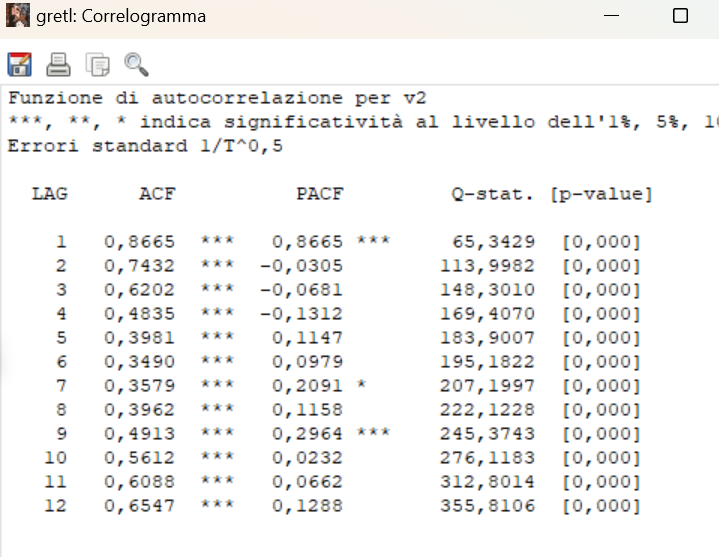 gretl: Correlogramma
Funzione di autocorrelazione per v2
***, **, * indica significatività al livello dell'1%, 5%,
Errori standard 1/T^0,5
LAG ACF PACF Q-stat. [p-value]
1 0,8665 *** 0,8665 *** 65,3429 [0,000]
2 0,7432 *** -0,0305 113,9982 [0,000]
3 0,6202 *** -0,0681 148,3010 [0,000]
4 0,4835 *** -0,1312 169,4070 [0,000]
5 0,3981 *** 0,1147 183,9007 [0,000]
6 0,3490 *** 0,0979 195,1822 [0,000]
7 0,3579 *** 0,2091 * 207,1997 [0,000]
8 0,3962 *** 0,1158 222,1228 [0,000]
9 0,4913 *** 0,2964 *** 245,3743 [0,000]
10 0,5612 *** 0,0232 276,1183 [0,000]
11 0,6088 *** 0,0662 312,8014 [0,000]
12 0,6547 *** 0,1288 355,8106 [0,000]